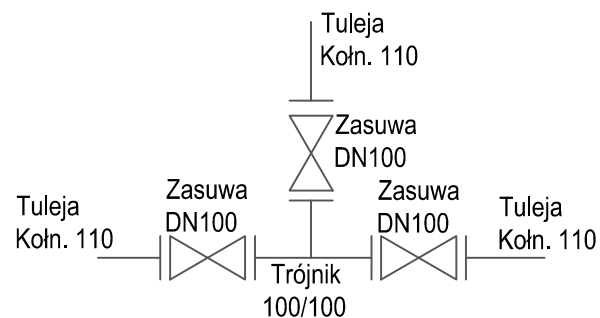 Tuleja
Kołn. 110
Zasuwa
DN100
Zasuwa
DN100
Zasuwa
DN100
Tuleja
Kołn. 110
Tuleja
Kołn. 110
Trójnik
100/100